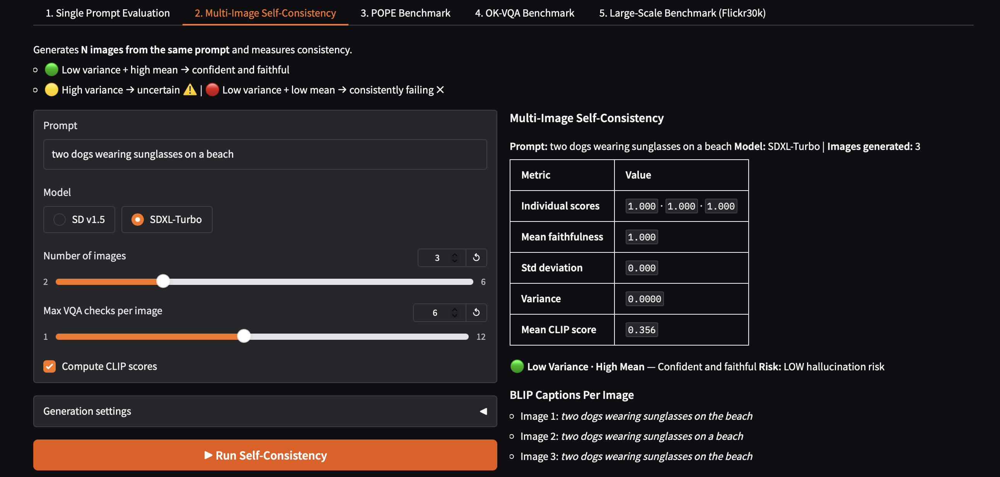 1. Single Prompt Evaluation 2. Multi-Image Self-Consistency 3. POPE Benchmark 4. OK-VQA Benchmark 5. Large-Scale Benchmark (Flickr30k)
Generates N images from the same prompt and measures consistency.
🟢 Low variance + high mean → confident and faithful
🟡 High variance → uncertain ⚠️ | 🔴 Low variance + low mean → consistently failing ✕
Prompt
two dogs wearing sunglasses on a beach
Model
SD v1.5 SDXL-Turbo
Number of images
3
2 6
Max VQA checks per image
6
1 12
Compute CLIP scores
Generation settings
▶ Run Self-Consistency
Multi-Image Self-Consistency
Prompt: two dogs wearing sunglasses on a beach Model: SDXL-Turbo | Images generated: 3
Metric Value
Individual scores 1.000 · 1.000 · 1.000
Mean faithfulness 1.000
Std deviation 0.000
Variance 0.0000
Mean CLIP score 0.356
🟢 Low Variance · High Mean — Confident and faithful Risk: LOW hallucination risk
BLIP Captions Per Image
Image 1: two dogs wearing sunglasses on the beach
Image 2: two dogs wearing sunglasses on a beach
Image 3: two dogs wearing sunglasses on the beach